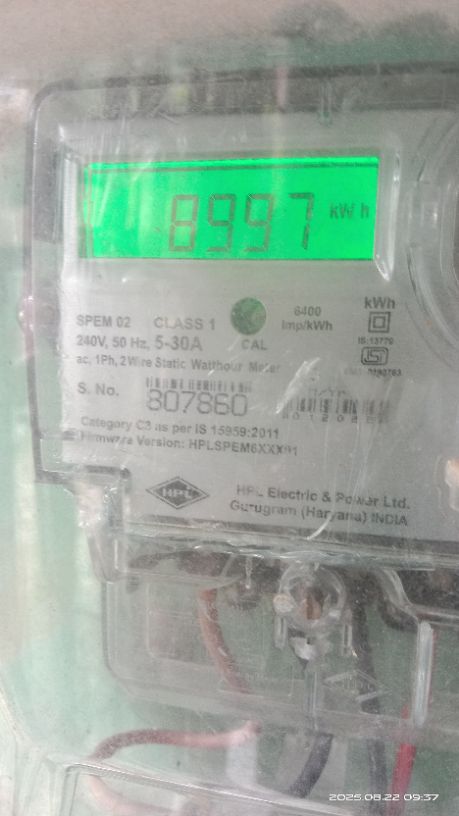 8997 kWh
SPEM 02 CLASS 1 6400 kWh
240V, 50 Hz, 5-30A CAL Imp/kWh
IS:13779
ac, 1Ph, 2 Wire Static Watthour Meter
S. No. 807860
Category C3 as per IS 15959:2011
Firmware Version:
HPL
HPL Electric & Power Ltd.
Gurugram (Haryana) INDIA
2025.08.22 09:37